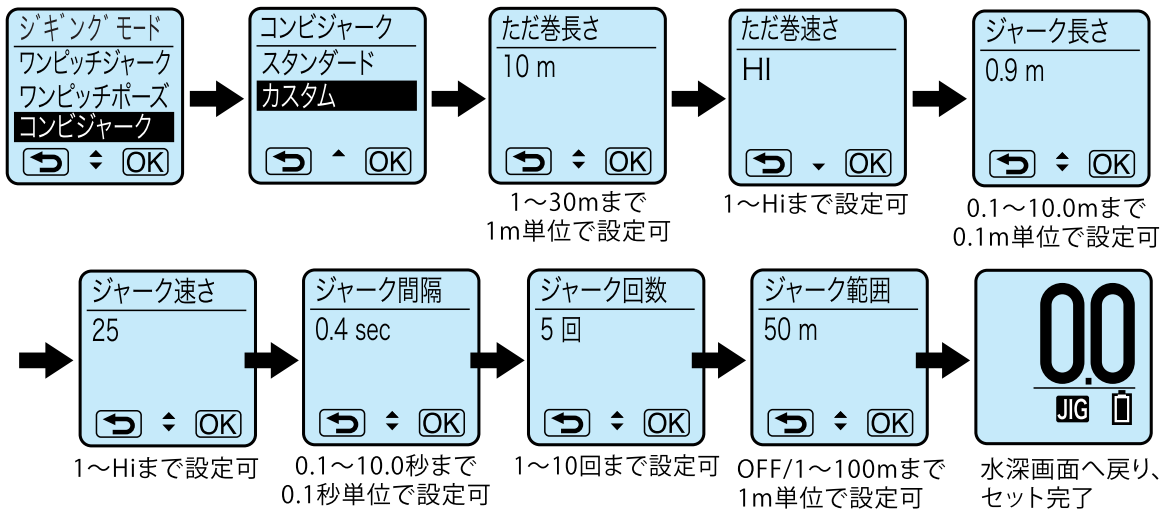 ジギングモード
ワンピッチジャーク
ワンピッチポーズ
コンビジャーク
OK
コンビジャーク
スタンダード
カスタム
OK
ただ巻長さ
10 m
OK
1〜30mまで
1m単位で設定可
ただ巻速さ
HI
OK
1〜Hiまで設定可
ジャーク長さ
0.9 m
OK
0.1〜10.0mまで
0.1m単位で設定可
ジャーク速さ
25
OK
1〜Hiまで設定可
ジャーク間隔
0.4 sec
OK
0.1〜10.0秒まで
0.1秒単位で設定可
ジャーク回数
5 回
OK
1〜10回まで設定可
ジャーク範囲
50 m
OK
OFF/1〜100mまで
1m単位で設定可
0.0
JIG
水深画面へ戻り、
セット完了